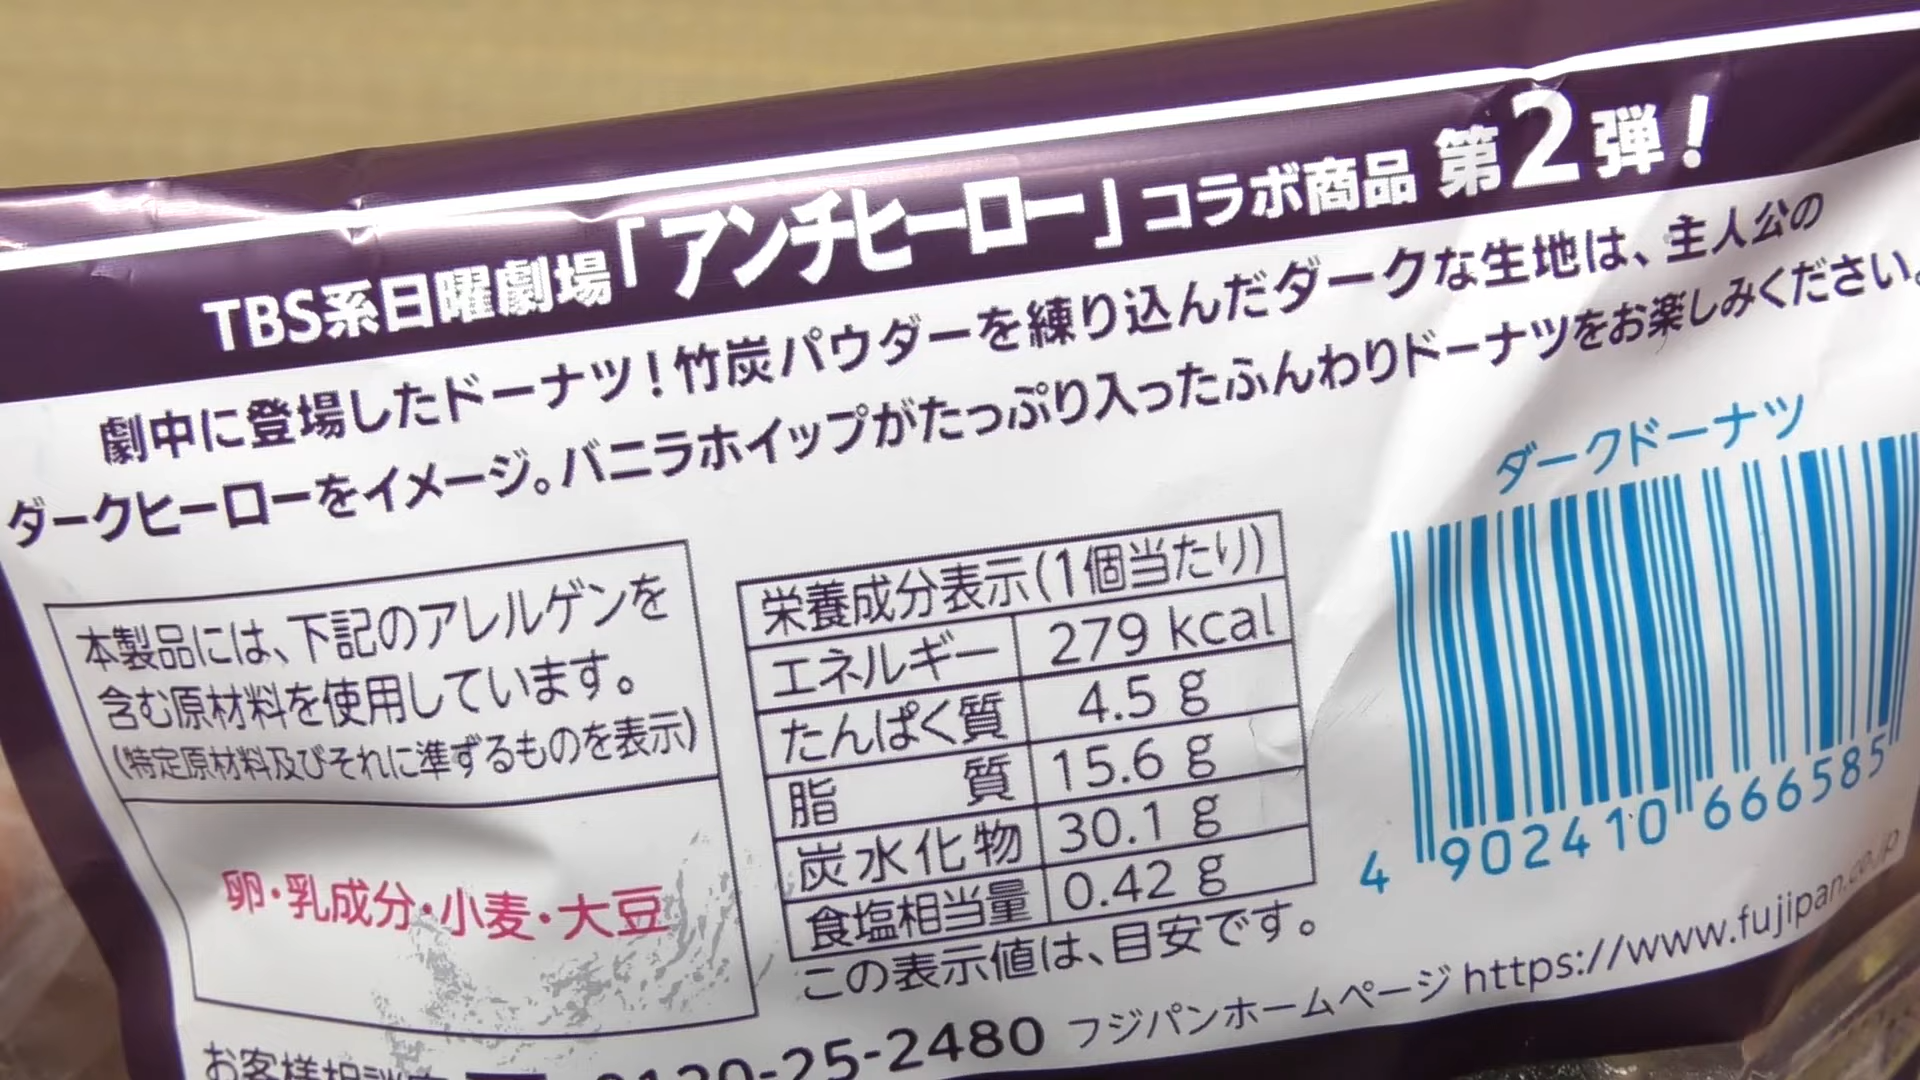 TBS系日曜劇場「アンチヒーロー」コラボ商品 第2弾！
劇中に登場したドーナツ！竹炭パウダーを練り込んだダークな生地は、主人公の
ダークヒーローをイメージ。バニラホイップがたっぷり入ったふんわりドーナツをお楽しみください。
本製品には、下記のアレルゲンを
含む原材料を使用しています。
(特定原材料及びそれに準ずるものを表示)
卵・乳成分・小麦・大豆
栄養成分表示(1個当たり)
エネルギー 279 kcal
たんぱく質 4.5 g
脂質 15.6 g
炭水化物 30.1 g
食塩相当量 0.42 g
この表示値は、目安です。
ダークドーナツ
4 902410 666585
お客様相談 0120-25-2480 フジパンホームページ https://www.fujipan.co.jp